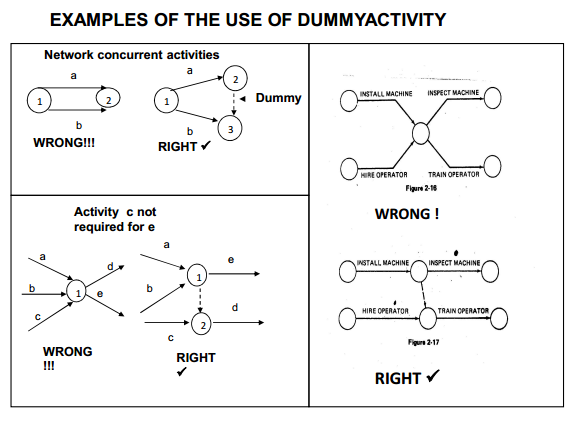 EXAMPLES OF THE USE OF DUMMYACTIVITY
Network concurrent activities
a
1
2
b
WRONG!!!
a
2
1
Dummy
b
3
RIGHT ✓
Activity c not
required for e
a
d
b
1
e
c
WRONG
!!!
a
e
1
b
d
2
c
RIGHT
✓
INSTALL MACHINE
INSPECT MACHINE
HIRE OPERATOR
TRAIN OPERATOR
Figure 2-16
WRONG !
INSTALL MACHINE
INSPECT MACHINE
HIRE OPERATOR
TRAIN OPERATOR
Figure 2-17
RIGHT ✓